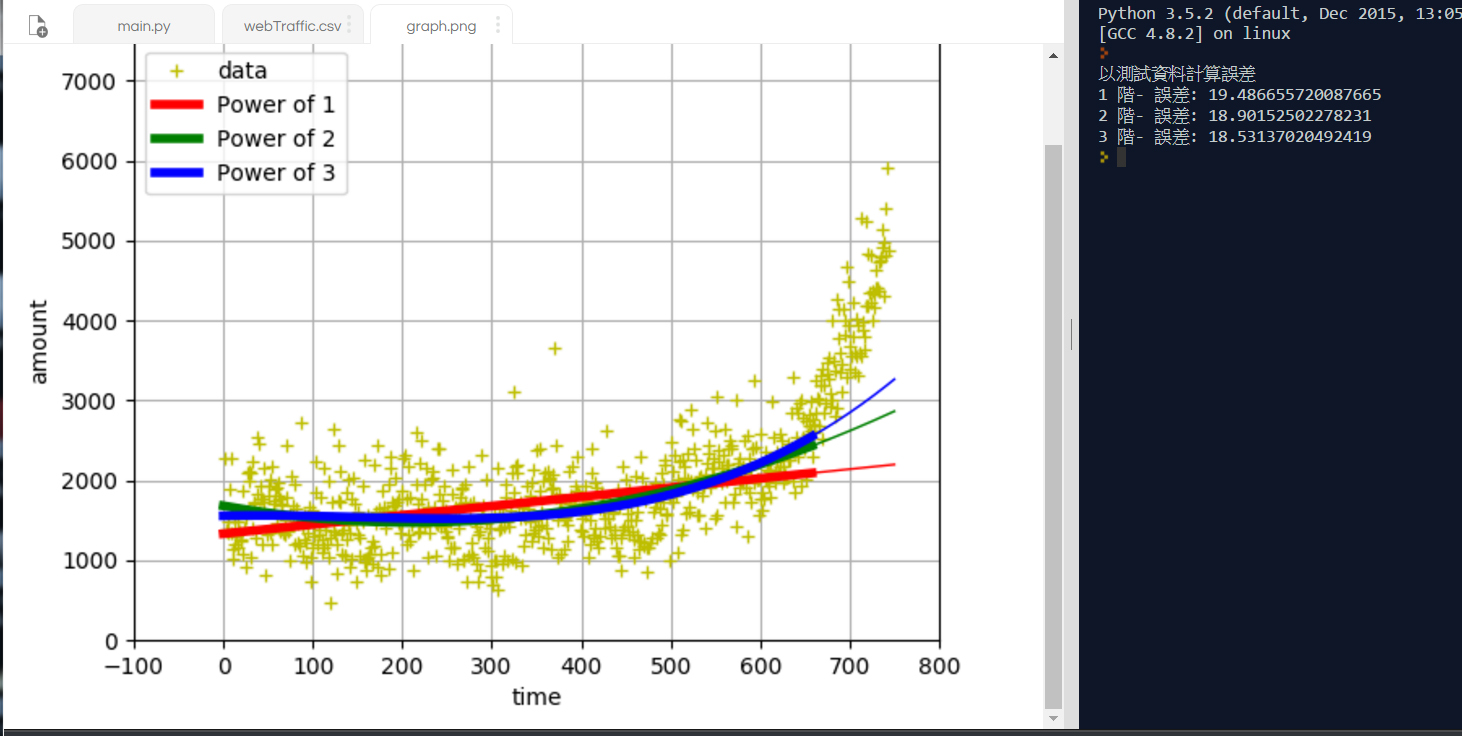 main.py
webTraffic.csv
graph.png
data
Power of 1
Power of 2
Power of 3
7000
6000
5000
4000
3000
2000
1000
0
amount
−100
0
100
200
300
400
500
600
700
800
time
Python 3.5.2 (default, Dec 2015, 13:05
[GCC 4.8.2] on linux
以測試資料計算誤差
1 階- 誤差: 19.486655720087665
2 階- 誤差: 18.90152502278231
3 階- 誤差: 18.53137020492419